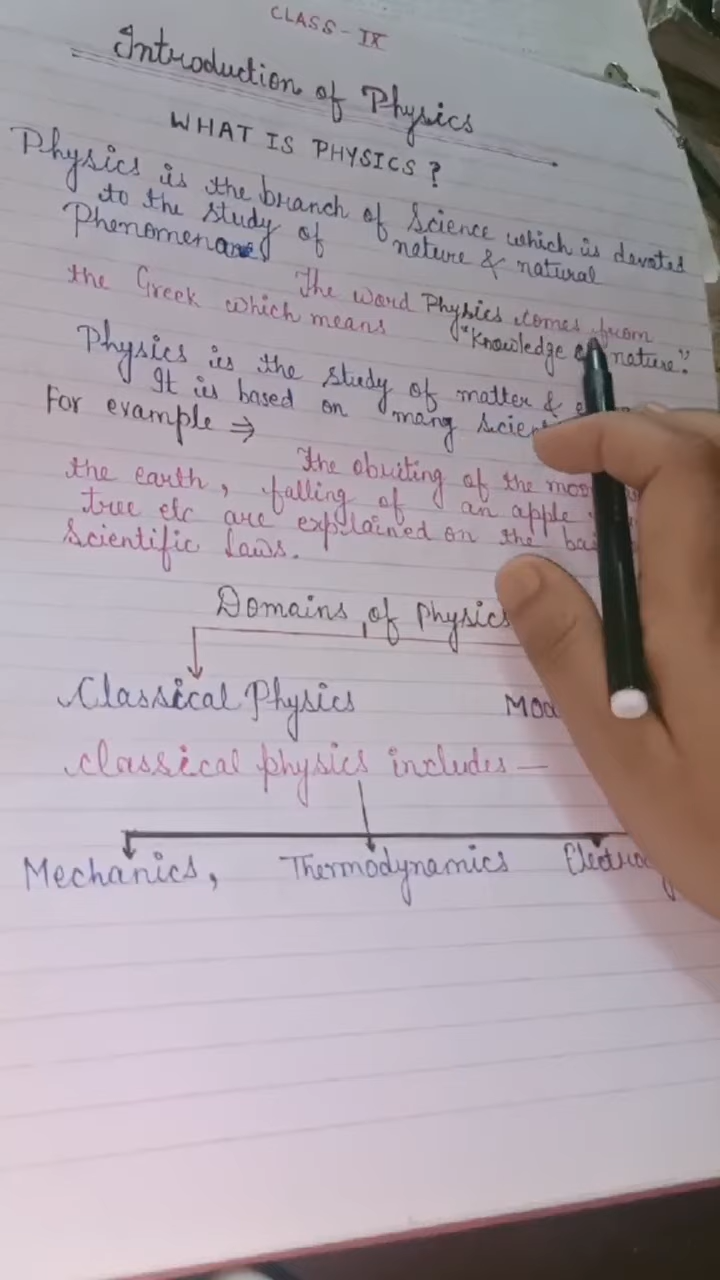 CLASS - IX
Introduction of Physics
WHAT IS PHYSICS ?
Physics is the branch of Science which is devoted
to the study of nature & natural
Phenomena
The word Physics comes from
the Greek which means "Knowledge of nature."
Physics is the study of matter &
It is based on many
For example ⇒
The obriting of the
the earth, falling of an apple
tree etc are explained on the
Scientific Laws.
Domains of Physics
Classical Physics
Classical physics includes —
Mechanics, Thermodynamics